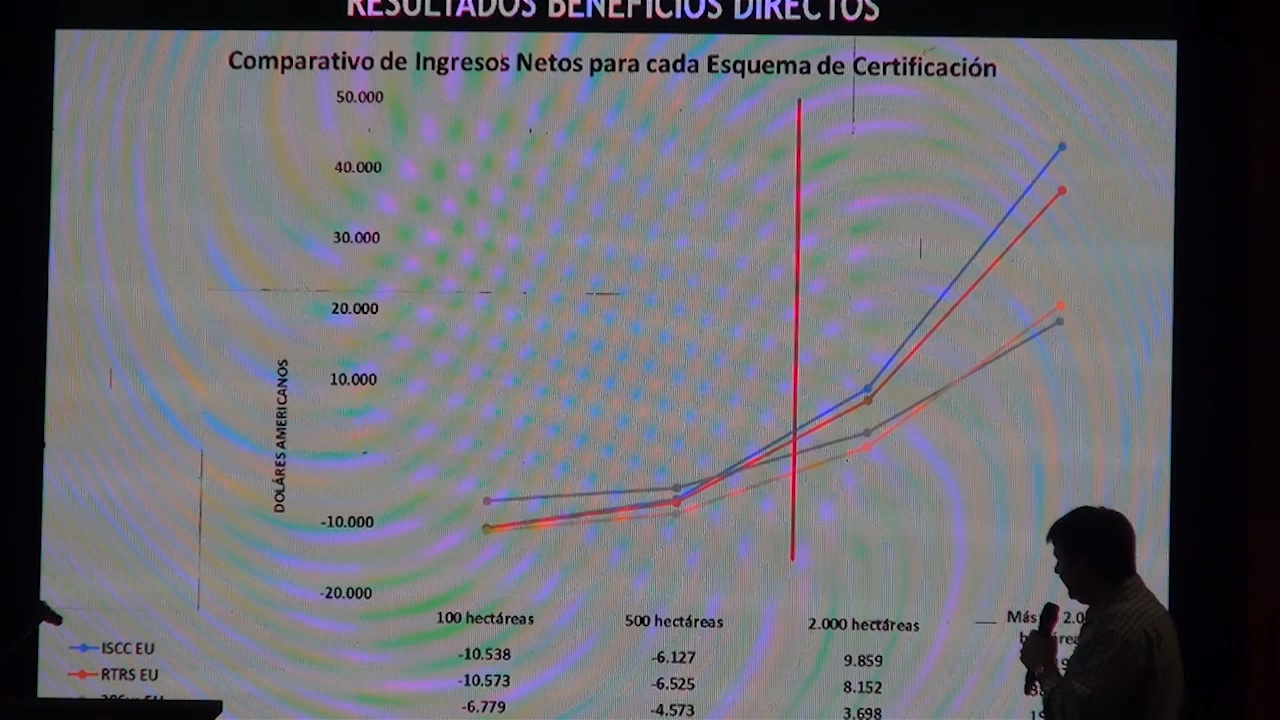 RESULTADOS BENEFICIOS DIRECTOS
Comparativo de Ingresos Netos para cada Esquema de Certificación
50.000
40.000
30.000
20.000
10.000
-
-10.000
-20.000
DOLÁRES AMERICANOS
100 hectáreas 500 hectáreas 2.000 hectáreas Más
ISCC EU -10.538 -6.127 9.859
RTRS EU -10.573 -6.525 8.152
-6.779 -4.573 3.698